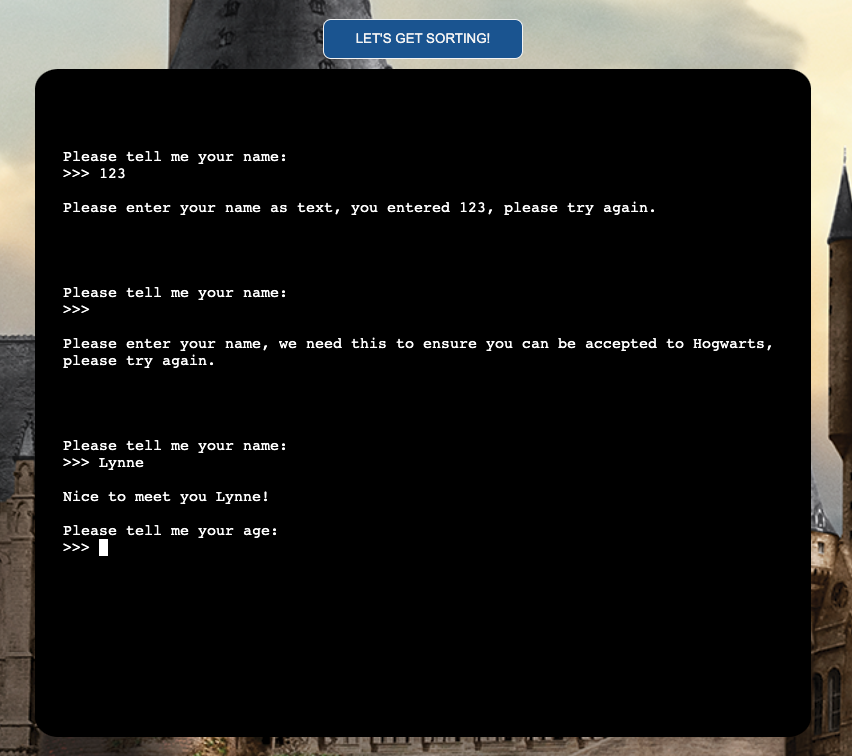 LET'S GET SORTING!
Please tell me your name:
>>> 123
Please enter your name as text, you entered 123, please try again.
Please tell me your name:
>>>
Please enter your name, we need this to ensure you can be accepted to Hogwarts,
please try again.
Please tell me your name:
>>> Lynne
Nice to meet you Lynne!
Please tell me your age:
>>>